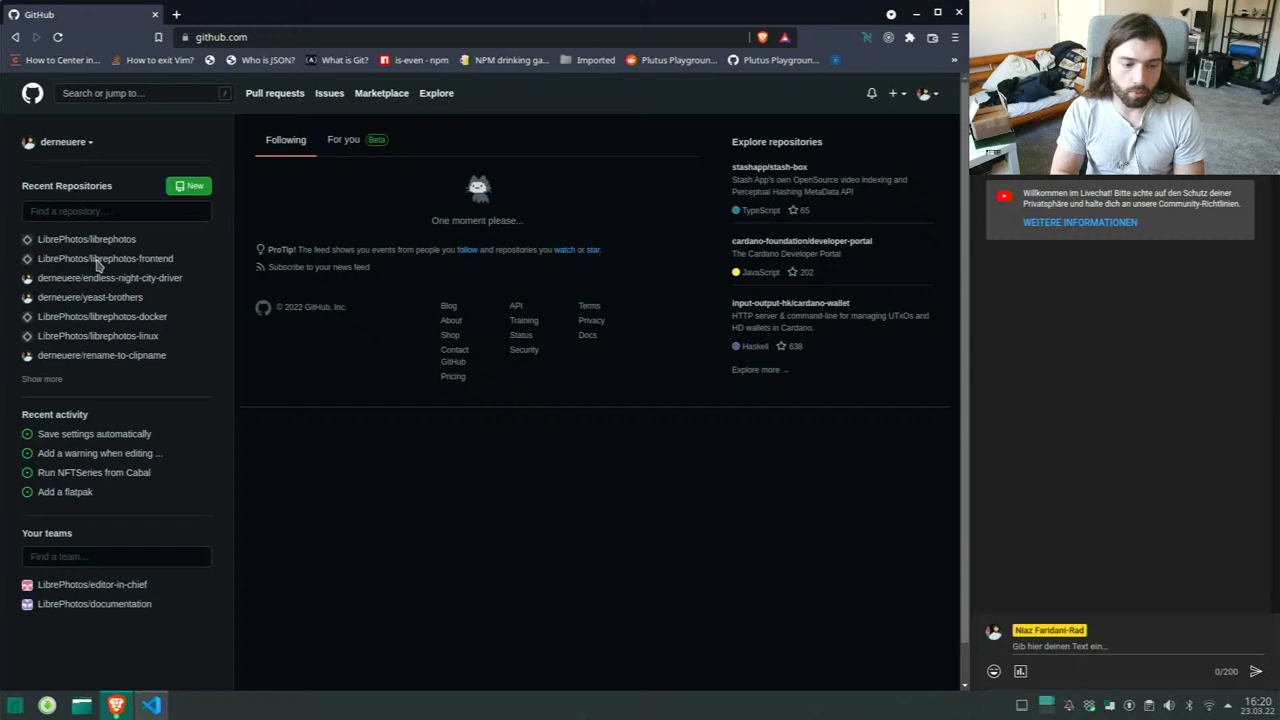 GitHub
github.com
How to Center in...
How to exit Vim?
Who is JSON?
What is Git?
is-even - npm
NPM drinking ga...
Imported
Plutus Playgroun...
Plutus Playgroun...
»
Search or jump to...
/
Pull requests
Issues
Marketplace
Explore
derneuere
Recent Repositories
New
Find a repository...
LibrePhotos/librephotos
LibrePhotos/librephotos-frontend
derneuere/endless-night-city-driver
derneuere/yeast-brothers
LibrePhotos/librephotos-docker
LibrePhotos/librephotos-linux
derneuere/rename-to-clipname
Show more
Recent activity
Save settings automatically
Add a warning when editing ...
Run NFTSeries from Cabal
Add a flatpak
Your teams
Find a team...
LibrePhotos/editor-in-chief
LibrePhotos/documentation
Following
For you
Beta
One moment please...
ProTip! The feed shows you events from people you follow and repositories you watch or star.
Subscribe to your news feed
© 2022 GitHub, Inc.
Blog
About
Shop
Contact
GitHub
Pricing
API
Training
Status
Security
Terms
Privacy
Docs
Explore repositories
stashapp/stash-box
Stash App's own OpenSource video indexing and
Perceptual Hashing MetaData API
TypeScript 65
cardano-foundation/developer-portal
The Cardano Developer Portal
JavaScript 202
input-output-hk/cardano-wallet
HTTP server & command-line for managing UTxOs and
HD wallets in Cardano.
Haskell 638
Explore more →
Willkommen im Livechat! Bitte achte auf den Schutz deiner
Privatsphäre und halte dich an unsere Community-Richtlinien.
WEITERE INFORMATIONEN
Niaz Faridani-Rad
Gib hier deinen Text ein...
0/200
16:20
23.03.22